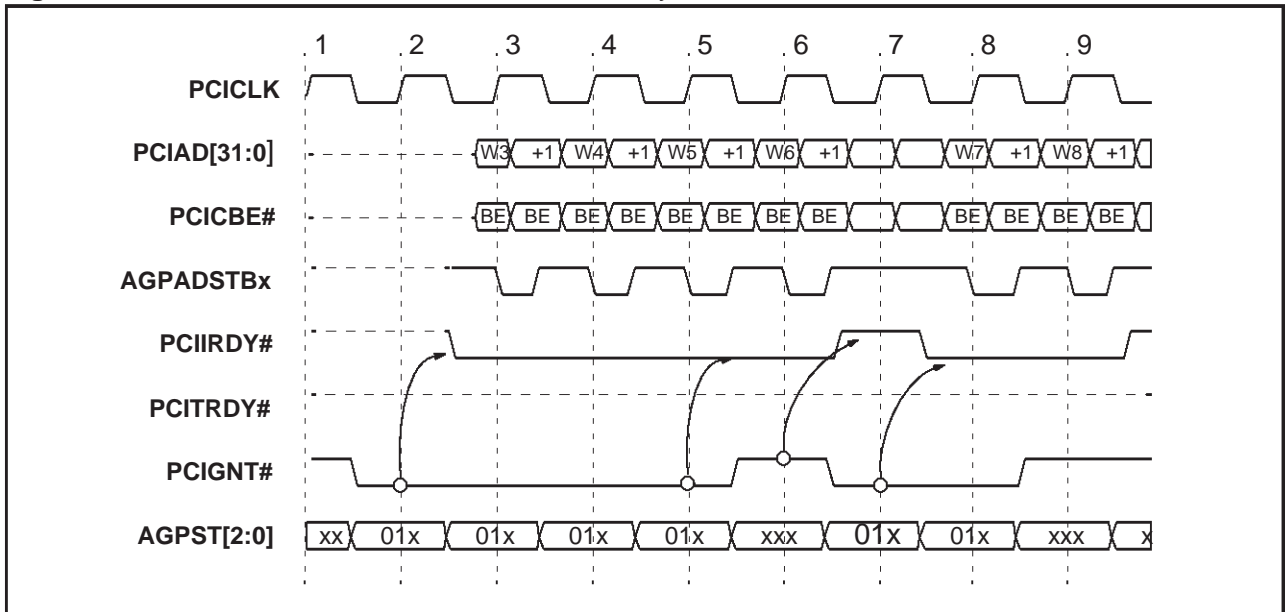 1 2 3 4 5 6 7 8 9
PCICLK
PCIAD[31:0] W3 +1 W4 +1 W5 +1 W6 +1 W7 +1 W8 +1
PCICBE# BE BE BE BE BE BE BE BE BE BE BE BE
AGPADSTBx
PCIIRDY#
PCITRDY#
PCIGNT#
AGPST[2:0] xx 01x 01x 01x 01x xxx 01x 01x xxx x